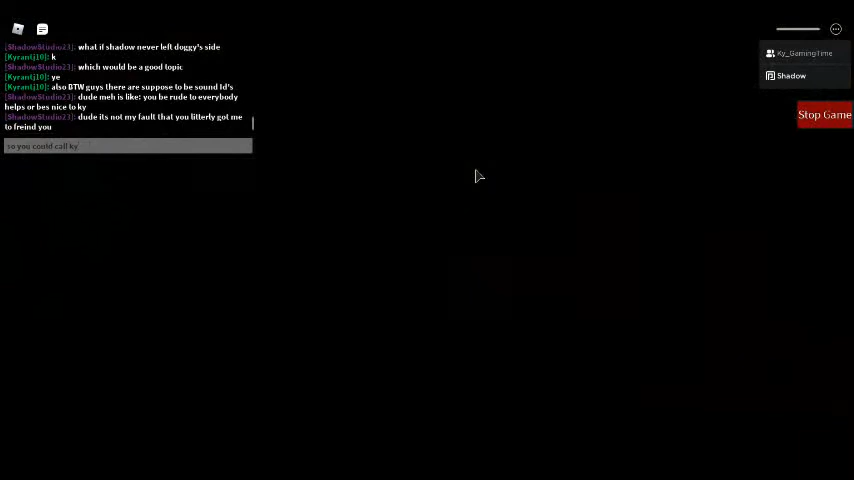 [ShadowStudio23]: what if shadow never left doggy's side
[Kyrantj10]: k
[ShadowStudio23]: which would be a good topic
[Kyrantj10]: ye
[Kyrantj10]: also BTW guys there are suppose to be sound Id's
[ShadowStudio23]: dude meh is like: you be rude to everybody
helps or bes nice to ky
[ShadowStudio23]: dude its not my fault that you litterly got me
to freind you
so you coold call ky
Ky_GamingTime
Shadow
Stop Game